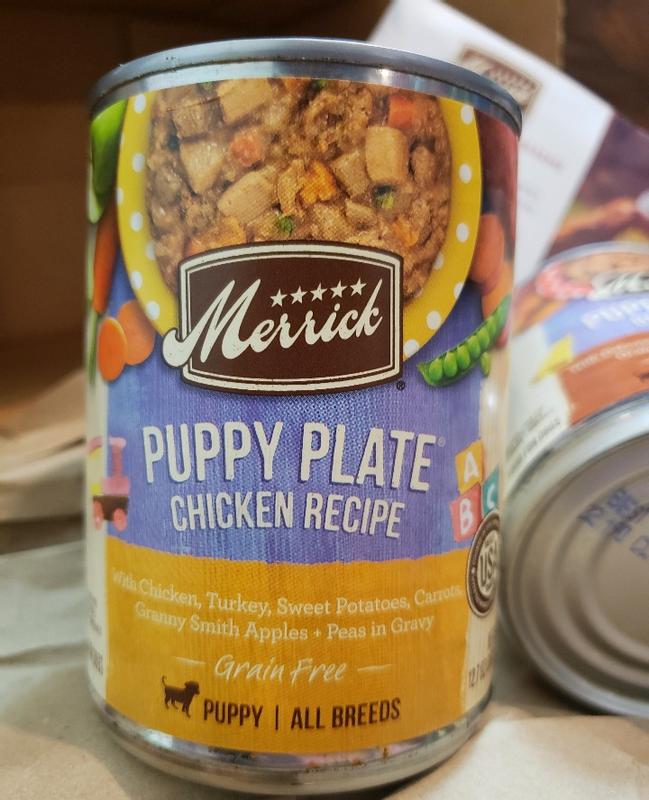 ★★★★★
Merrick®
PUPPY PLATE®
CHICKEN RECIPE
A
B C
USA
With Chicken, Turkey, Sweet Potatoes, Carrots,
Granny Smith Apples + Peas in Gravy
Grain Free
PUPPY | ALL BREEDS